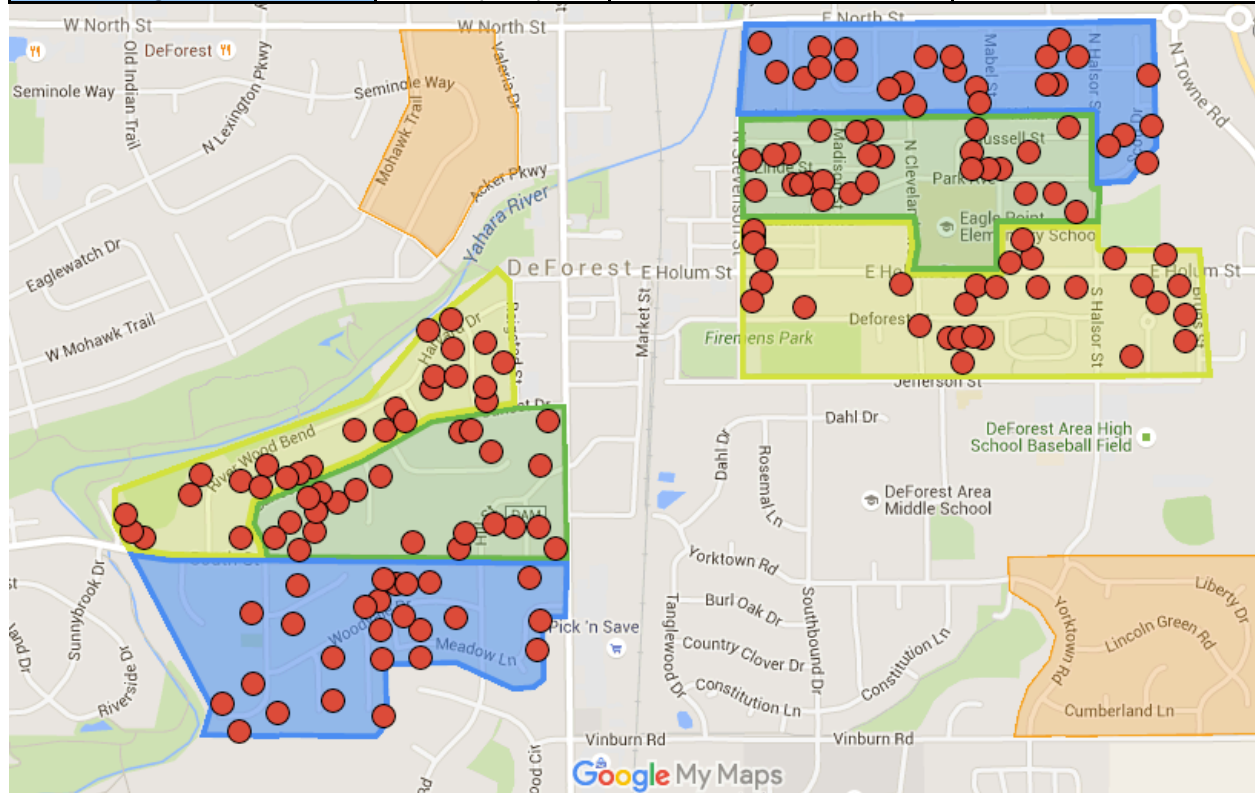 W North St
E North St
DeForest
Valeria Dr
Old Indian Trail
N Lexington Pkwy
Seminole Way
Seminole Way
Mohawk Trail
Mabel St
N Halsor St
N Towne Rd
Scott Dr
Russell St
Madison St
N Cleveland
Linde St
Park Ave
N Stevenson St
Acker Pkwy
Yahara River
Eagle Point
Elementary School
Eaglewatch Dr
DeForest
E Holum St
E Holum St
W Mohawk Trail
Market St
Deforest St
S Halsor St
Firemens Park
Jefferson St
Dahl Dr
Dahl Dr
River Wood Bend
Rosemal Ln
DeForest Area High
School Baseball Field
DeForest Area
Middle School
DAM
South St
Sunnybrook Dr
Yorktown Rd
Burl Oak Dr
Tanglewood Dr
Southbound Dr
Liberty Dr
Yorktown Rd
Lincoln Green Rd
Pick 'n Save
Meadow Ln
Country Clover Dr
Constitution Ln
Constitution Ln
Riverside Dr
Cumberland Ln
Vinburn Rd
Vinburn Rd
Google My Maps